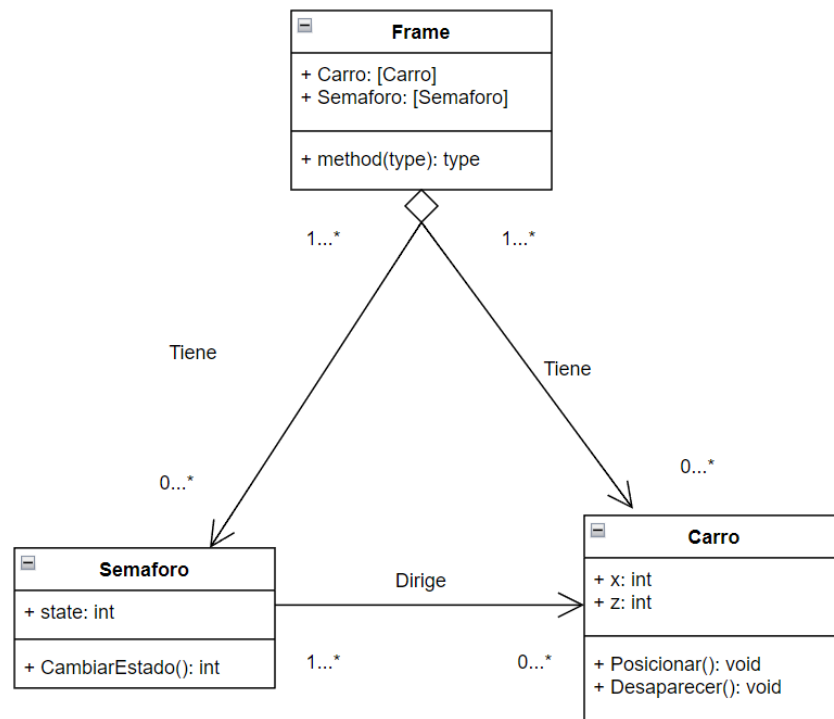 Frame
+ Carro: [Carro]
+ Semaforo: [Semaforo]
+ method(type): type
1...*
1...*
Tiene
Tiene
0...*
0...*
Semaforo
+ state: int
+ CambiarEstado(): int
Dirige
1...*
0...*
Carro
+ x: int
+ z: int
+ Posicionar(): void
+ Desaparecer(): void